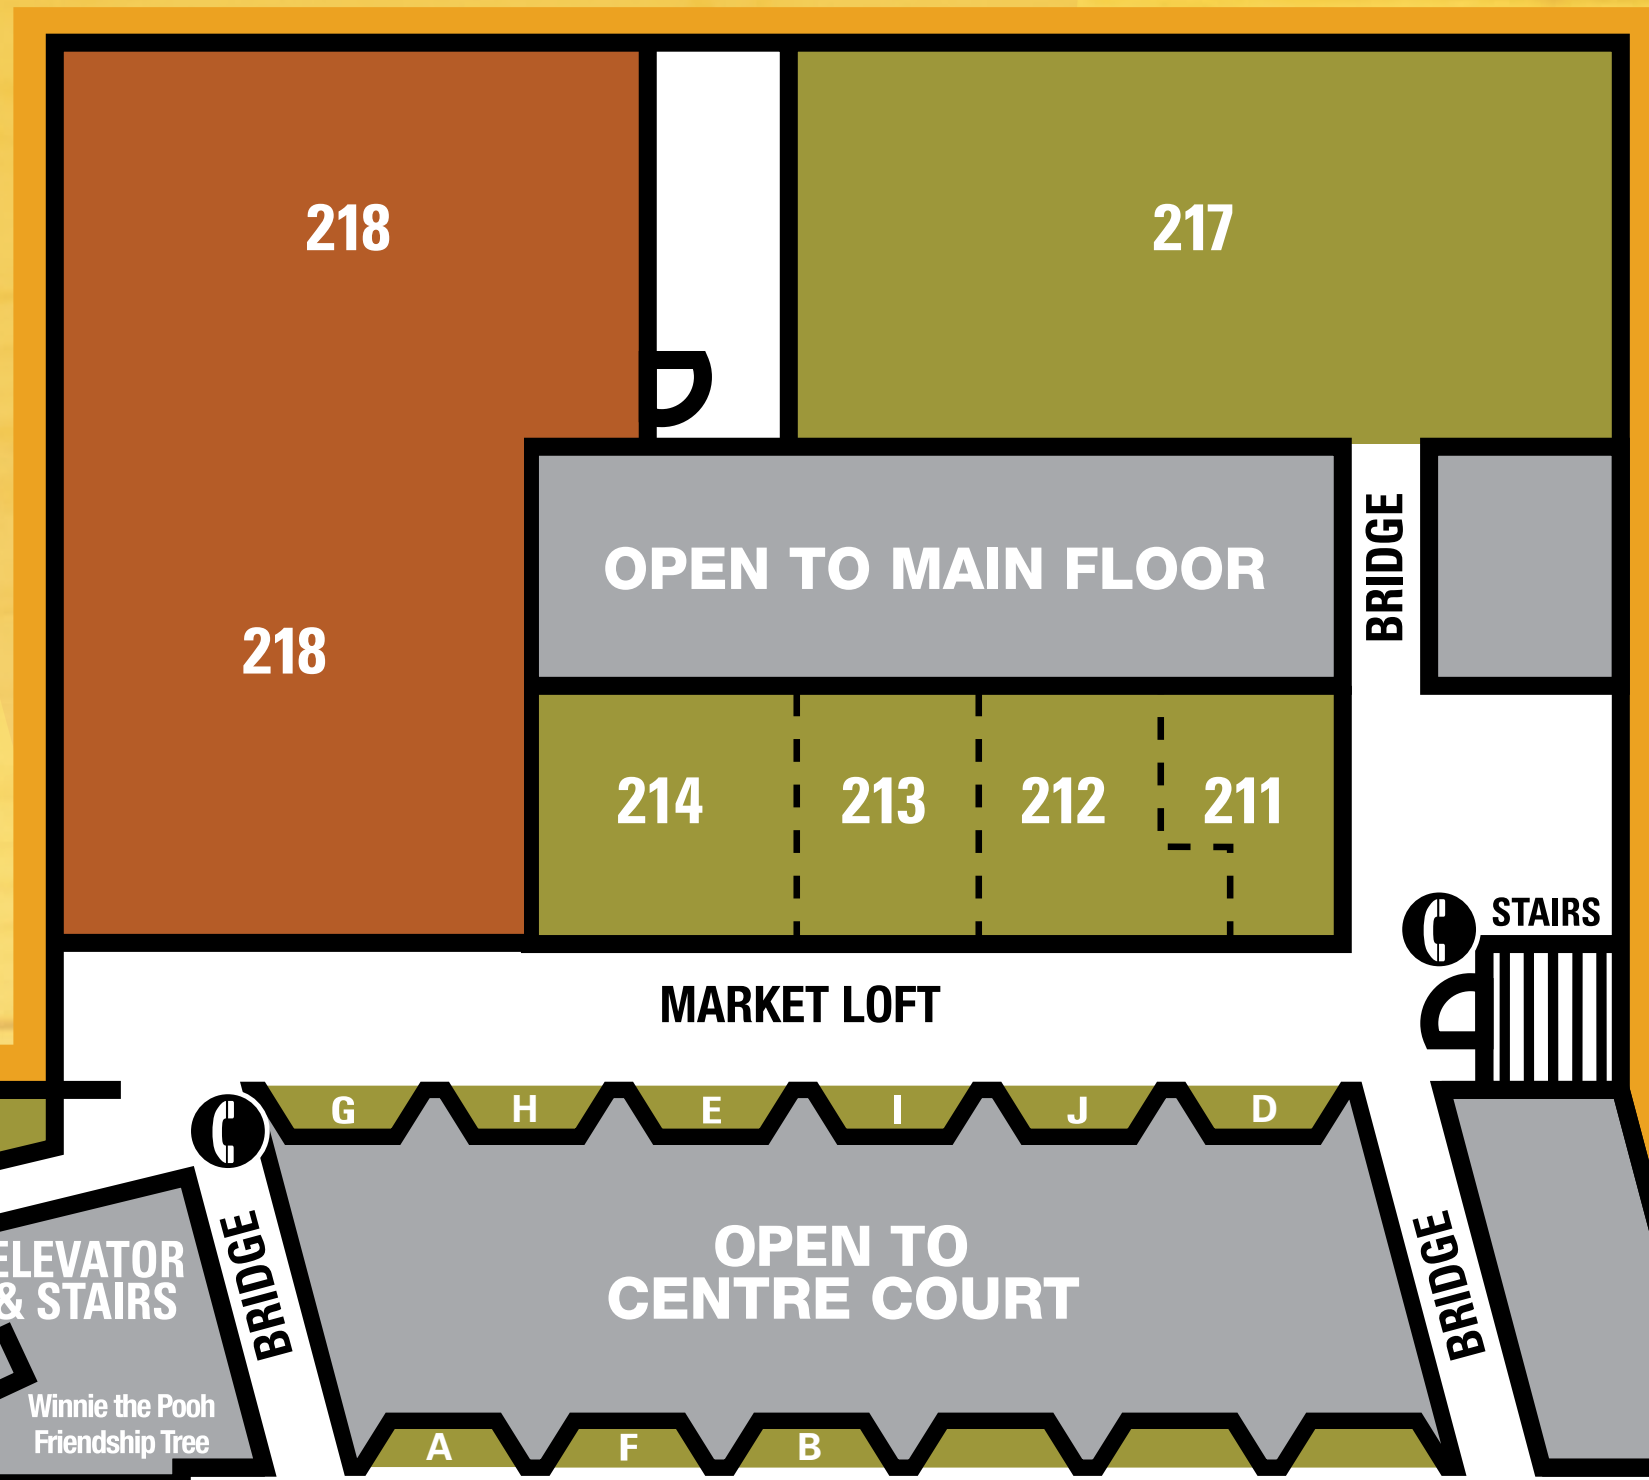 218
217
OPEN TO MAIN FLOOR
BRIDGE
218
214
213
212
211
STAIRS
MARKET LOFT
G
H
E
I
J
D
ELEVATOR
& STAIRS
BRIDGE
OPEN TO
CENTRE COURT
BRIDGE
Winnie the Pooh
Friendship Tree
A
F
B